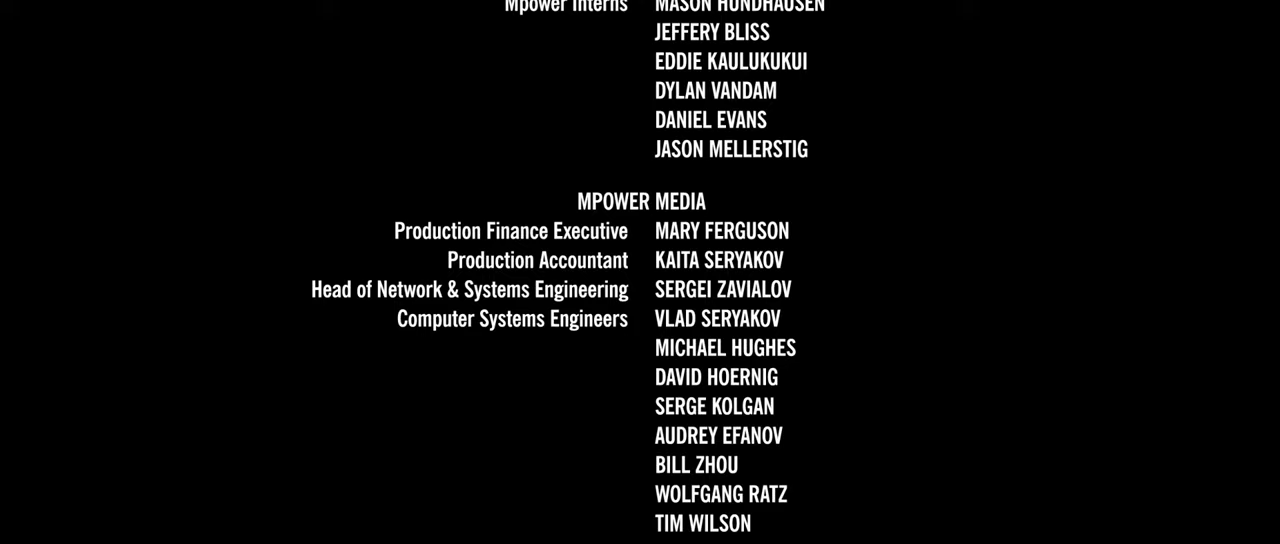 Mpower Interns MASON HUNDHAUSEN
JEFFERY BLISS
EDDIE KAULUKUKUI
DYLAN VANDAM
DANIEL EVANS
JASON MELLERSTIG
MPOWER MEDIA
Production Finance Executive MARY FERGUSON
Production Accountant KAITA SERYAKOV
Head of Network & Systems Engineering SERGEI ZAVIALOV
Computer Systems Engineers VLAD SERYAKOV
MICHAEL HUGHES
DAVID HOERNIG
SERGE KOLGAN
AUDREY EFANOV
BILL ZHOU
WOLFGANG RATZ
TIM WILSON